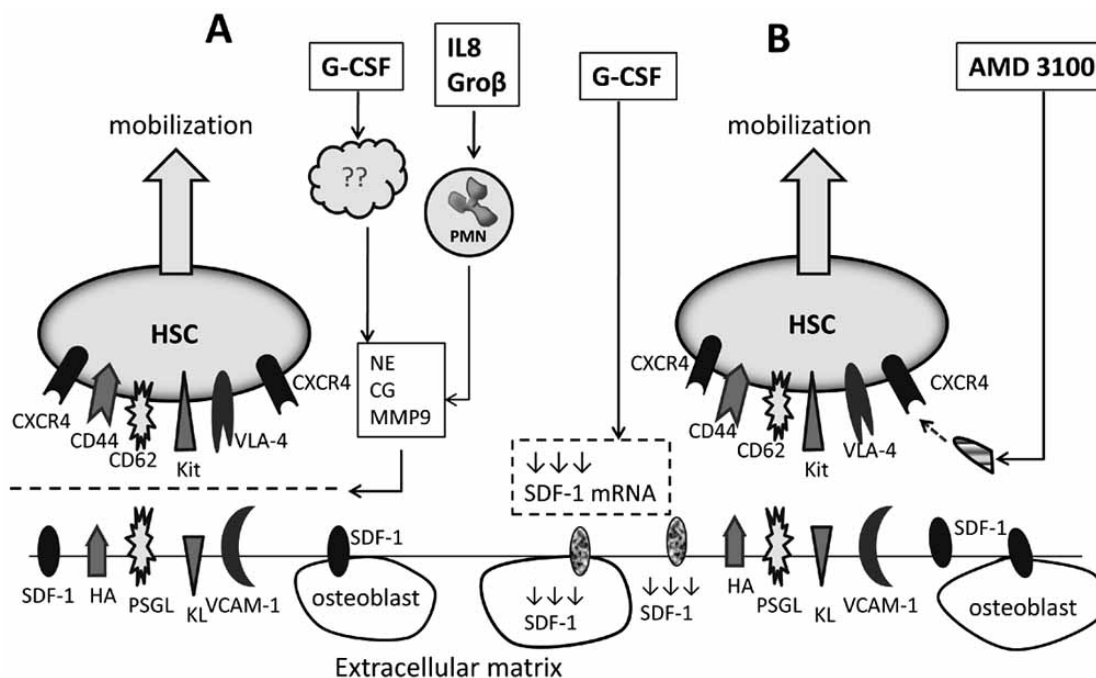 A
B
G-CSF
IL8
Groβ
G-CSF
AMD 3100
mobilization
mobilization
??
PMN
HSC
HSC
NE
CG
MMP9
CXCR4
CD44
CD62
Kit
VLA-4
CXCR4
CXCR4
CD44
CD62
Kit
VLA-4
CXCR4
↓↓↓
SDF-1 mRNA
SDF-1
HA
PSGL
KL
VCAM-1
SDF-1
osteoblast
↓↓↓
SDF-1
↓↓↓
SDF-1
HA
PSGL
KL
VCAM-1
SDF-1
osteoblast
Extracellular matrix